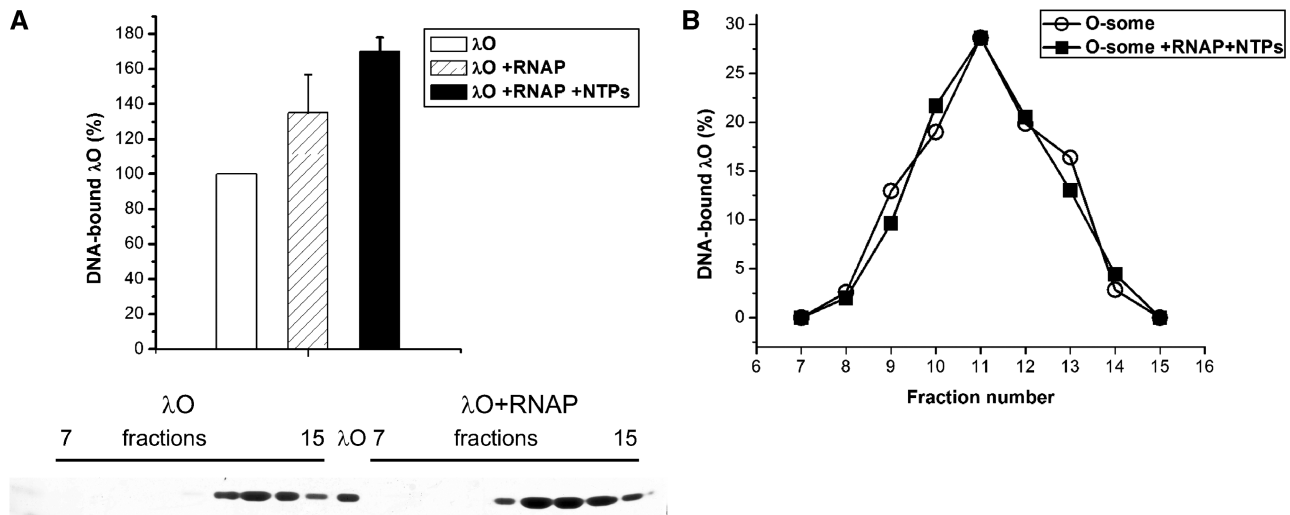 A
DNA-bound λO (%)
180
160
140
120
100
80
60
40
20
0
λO
λO +RNAP
λO +RNAP +NTPs
λO
λO+RNAP
7 fractions 15 λO 7 fractions 15
B
DNA-bound λO (%)
30
25
20
15
10
5
0
O-some
O-some +RNAP+NTPs
6 7 8 9 10 11 12 13 14 15 16
Fraction number